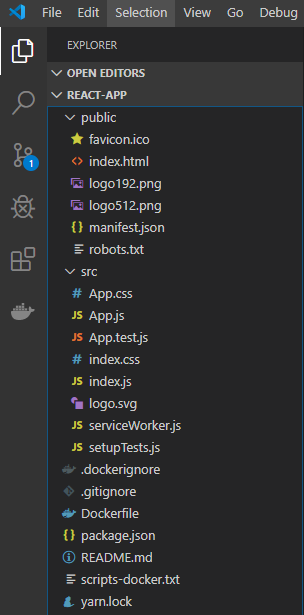 File Edit Selection View Go Debug
EXPLORER
OPEN EDITORS
REACT-APP
public
favicon.ico
index.html
logo192.png
logo512.png
manifest.json
robots.txt
src
App.css
App.js
App.test.js
index.css
index.js
logo.svg
serviceWorker.js
setupTests.js
.dockerignore
.gitignore
Dockerfile
package.json
README.md
scripts-docker.txt
yarn.lock
1